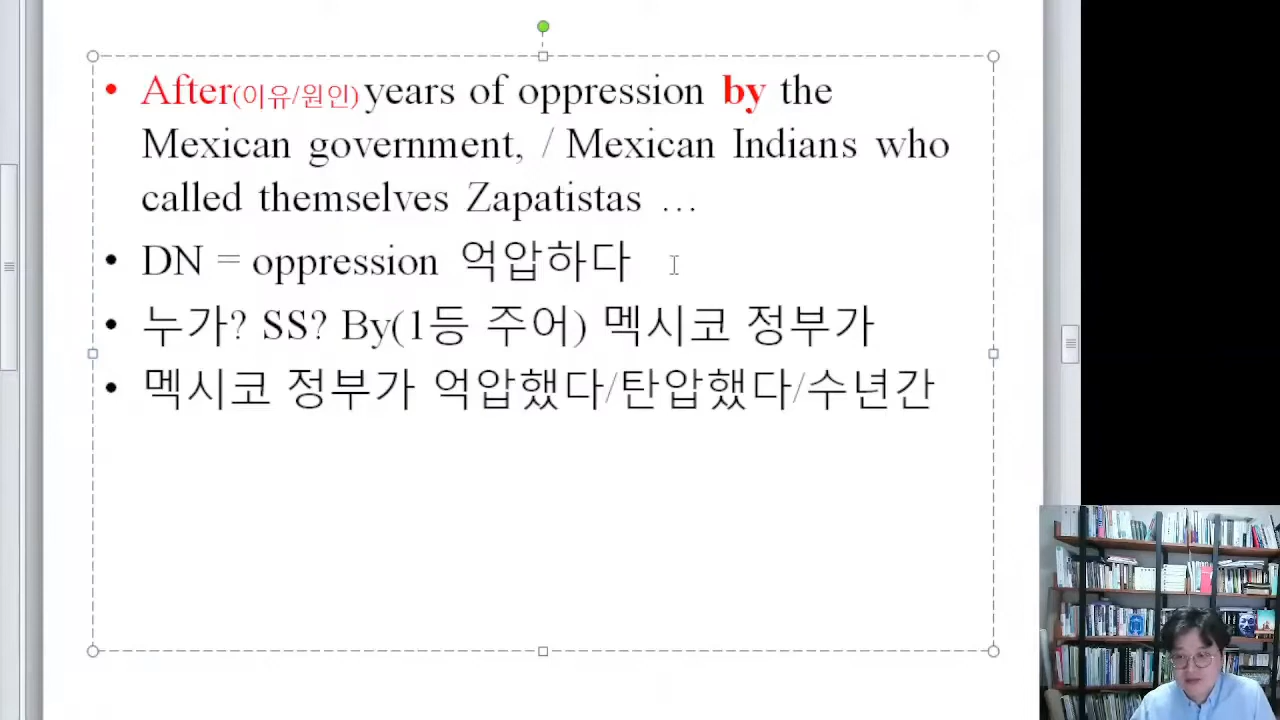 • After(이유/원인) years of oppression by the
Mexican government, / Mexican Indians who
called themselves Zapatistas …
• DN = oppression 억압하다
• 누가? SS? By(1등 주어) 멕시코 정부가
• 멕시코 정부가 억압했다/탄압했다/수년간